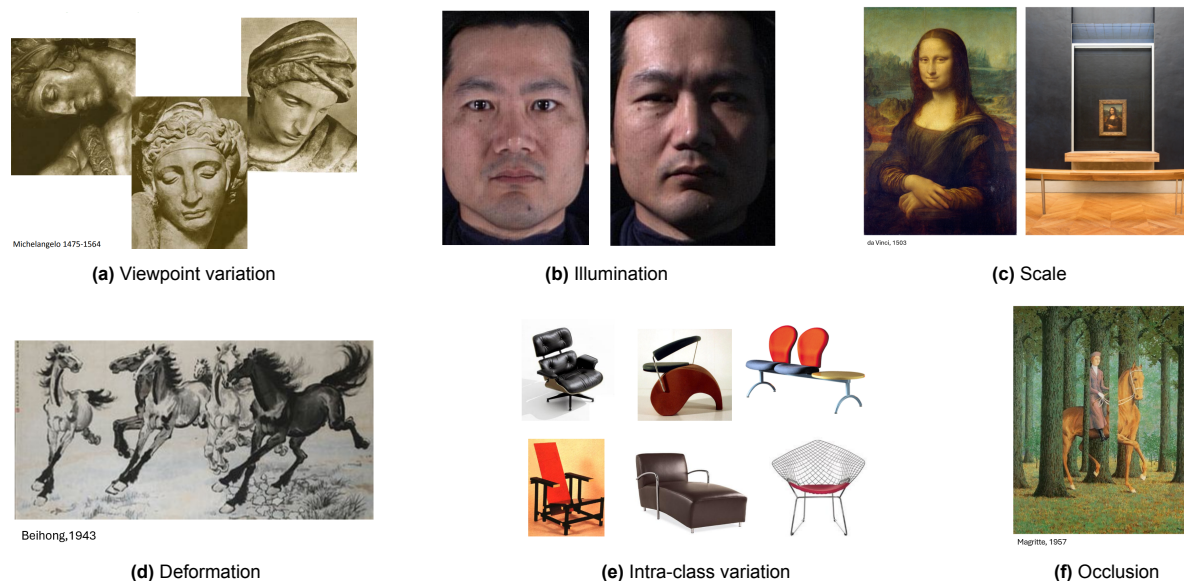 Michelangelo 1475-1564
da Vinci, 1503
(a) Viewpoint variation
(b) Illumination
(c) Scale
Beihong,1943
Magritte, 1957
(d) Deformation
(e) Intra-class variation
(f) Occlusion